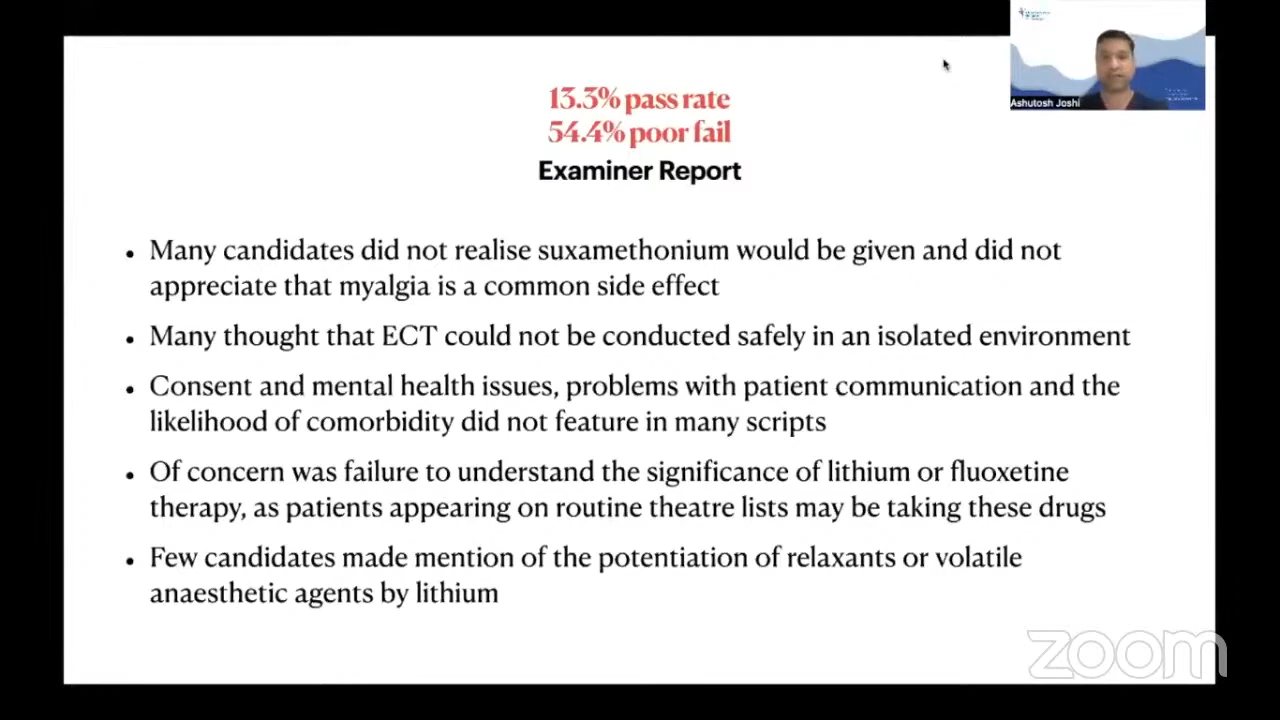 13.3% pass rate
54.4% poor fail
Examiner Report
Ashutosh Joshi
• Many candidates did not realise suxamethonium would be given and did not
appreciate that myalgia is a common side effect
• Many thought that ECT could not be conducted safely in an isolated environment
• Consent and mental health issues, problems with patient communication and the
likelihood of comorbidity did not feature in many scripts
• Of concern was failure to understand the significance of lithium or fluoxetine
therapy, as patients appearing on routine theatre lists may be taking these drugs
• Few candidates made mention of the potentiation of relaxants or volatile
anaesthetic agents by lithium
zoom